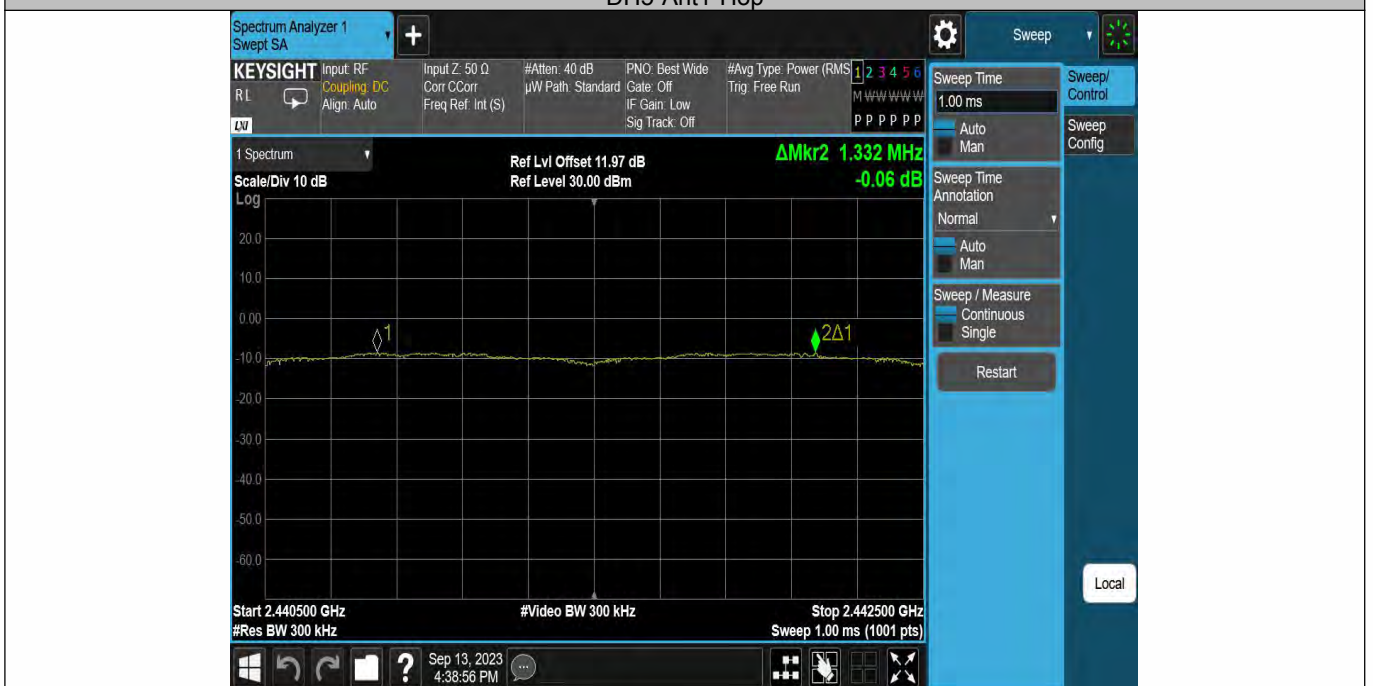 DH5-Ant1-Hop
Spectrum Analyzer 1
Swept SA
+
Sweep
KEYSIGHT
RL
LXI
Input: RF
Coupling: DC
Align: Auto
Input Z: 50 Ω
Corr CCorr
Freq Ref: Int (S)
#Atten: 40 dB
µW Path: Standard
PNO: Best Wide
Gate: Off
IF Gain: Low
Sig Track: Off
#Avg Type: Power (RMS
Trig: Free Run
1 2 3 4 5 6
M W W W W W
P P P P P P
Sweep Time
1.00 ms
Auto
Man
Sweep Time
Annotation
Normal
Auto
Man
Sweep / Measure
Continuous
Single
Restart
Sweep/
Control
Sweep
Config
Local
1 Spectrum
Scale/Div 10 dB
Log
Ref Lvl Offset 11.97 dB
Ref Level 30.00 dBm
ΔMkr2 1.332 MHz
-0.06 dB
20.0
10.0
0.00
-10.0
-20.0
-30.0
-40.0
-50.0
-60.0
1
2Δ1
Start 2.440500 GHz
#Video BW 300 kHz
Stop 2.442500 GHz
#Res BW 300 kHz
Sweep 1.00 ms (1001 pts)
?
Sep 13, 2023
4:38:56 PM